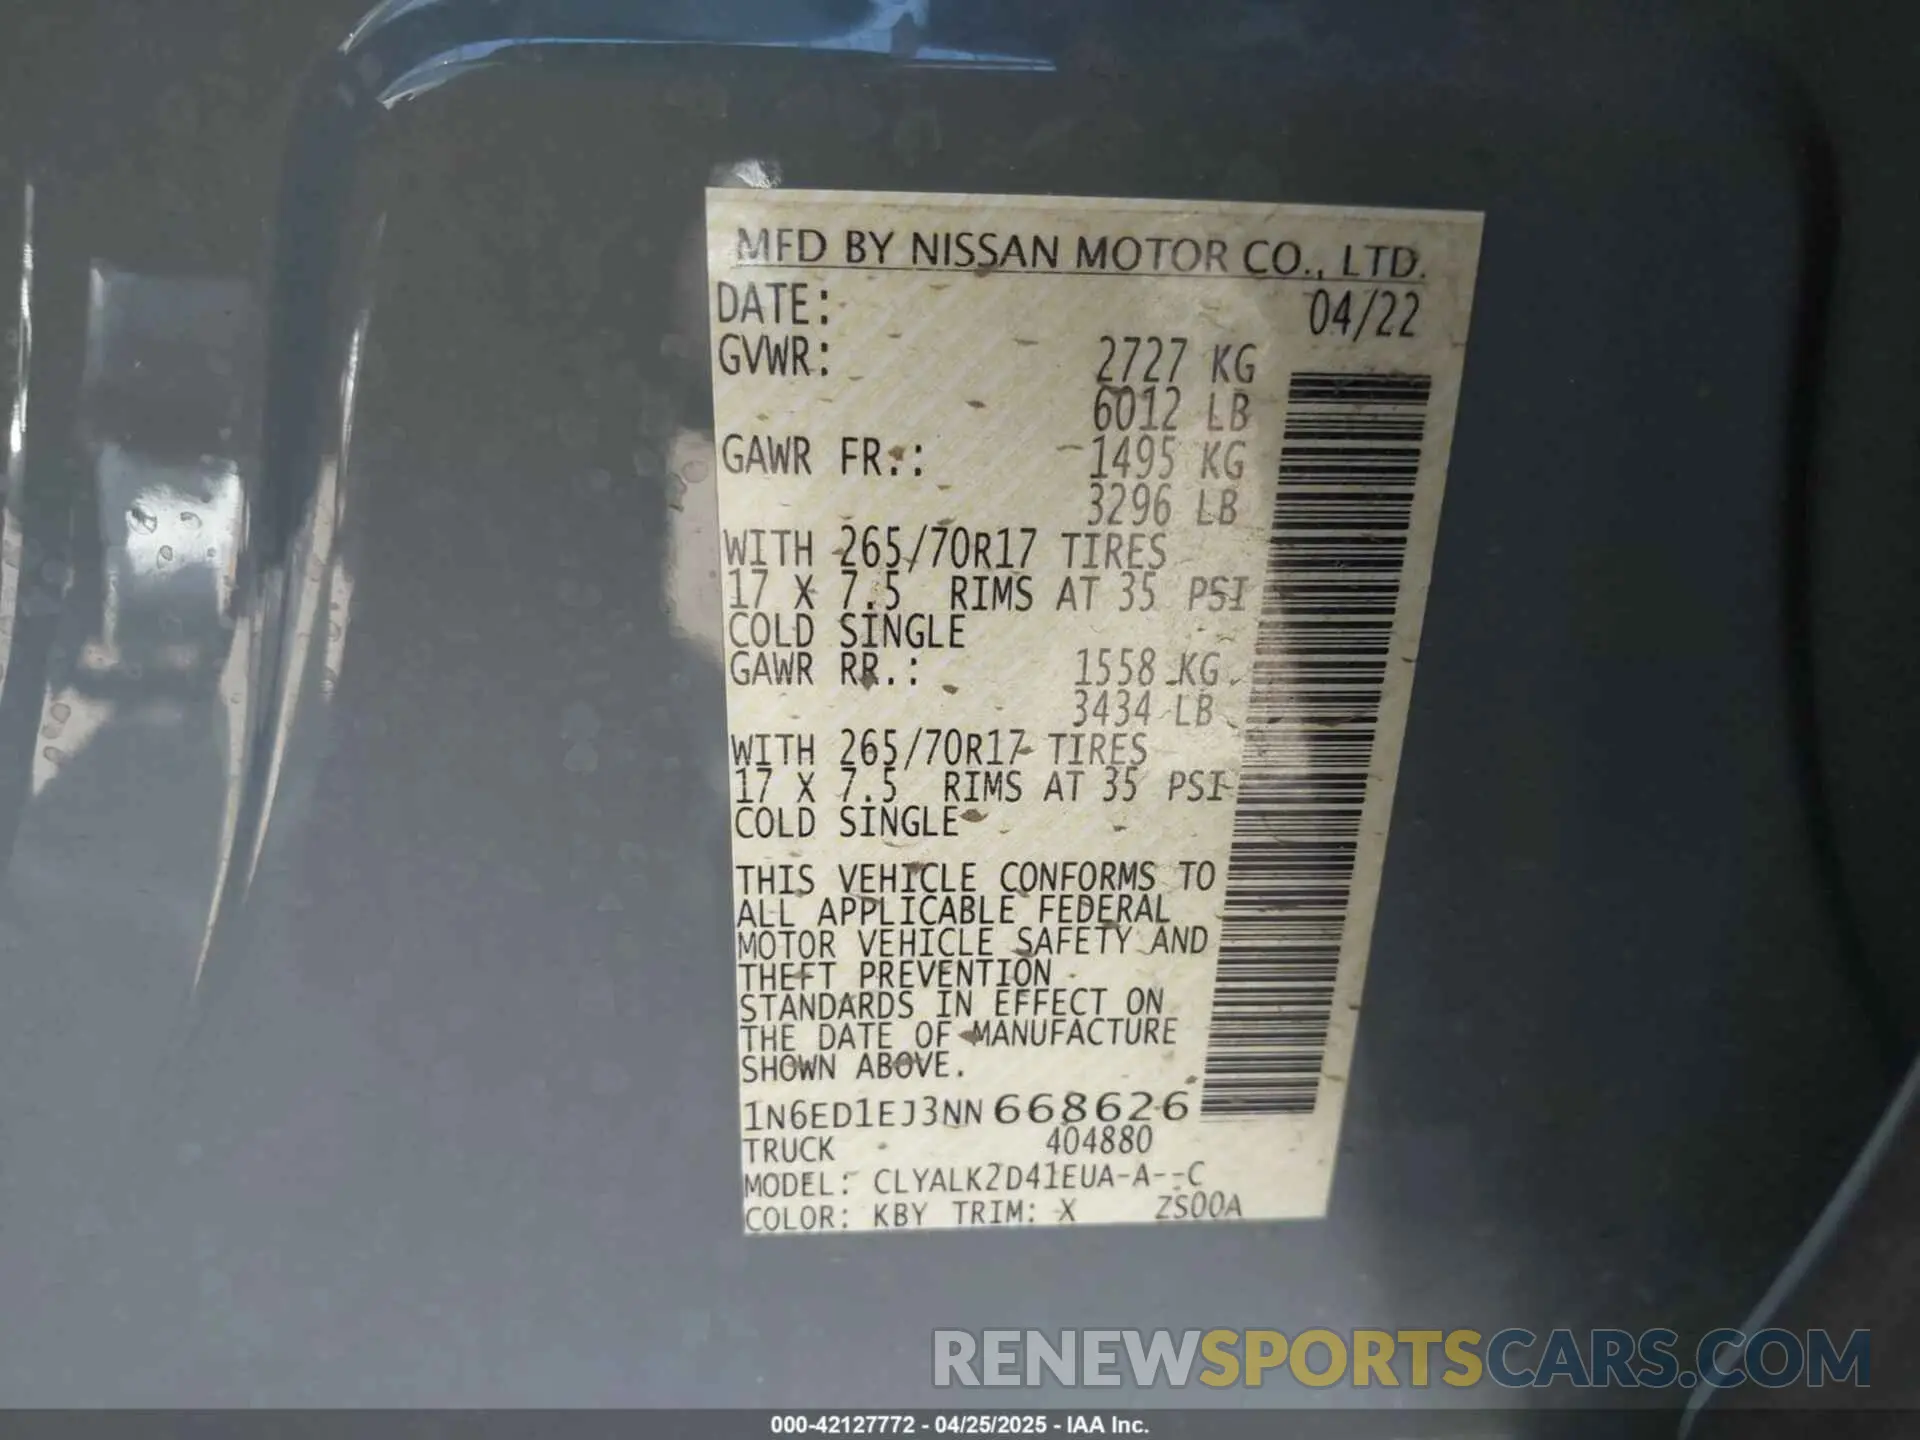 MFD BY NISSAN MOTOR CO., LTD.
DATE: 04/22
GVWR: 2727 KG
6012 LB
GAWR FR.: 1495 KG
3296 LB
WITH 265/70R17 TIRES
17 X 7.5 RIMS AT 35 PSI
COLD SINGLE
GAWR RR.: 1558 KG
3434 LB
WITH 265/70R17 TIRES
17 X 7.5 RIMS AT 35 PSI
COLD SINGLE
THIS VEHICLE CONFORMS TO
ALL APPLICABLE FEDERAL
MOTOR VEHICLE SAFETY AND
THEFT PREVENTION
STANDARDS IN EFFECT ON
THE DATE OF MANUFACTURE
SHOWN ABOVE.
1N6ED1EJ3NN668626
TRUCK 404880
MODEL: CLYALK2D41EUA-A--C
COLOR: KBY TRIM: X ZS00A
RENEWSPORTSCARS.COM
000-42127772 - 04/25/2025 - IAA Inc.